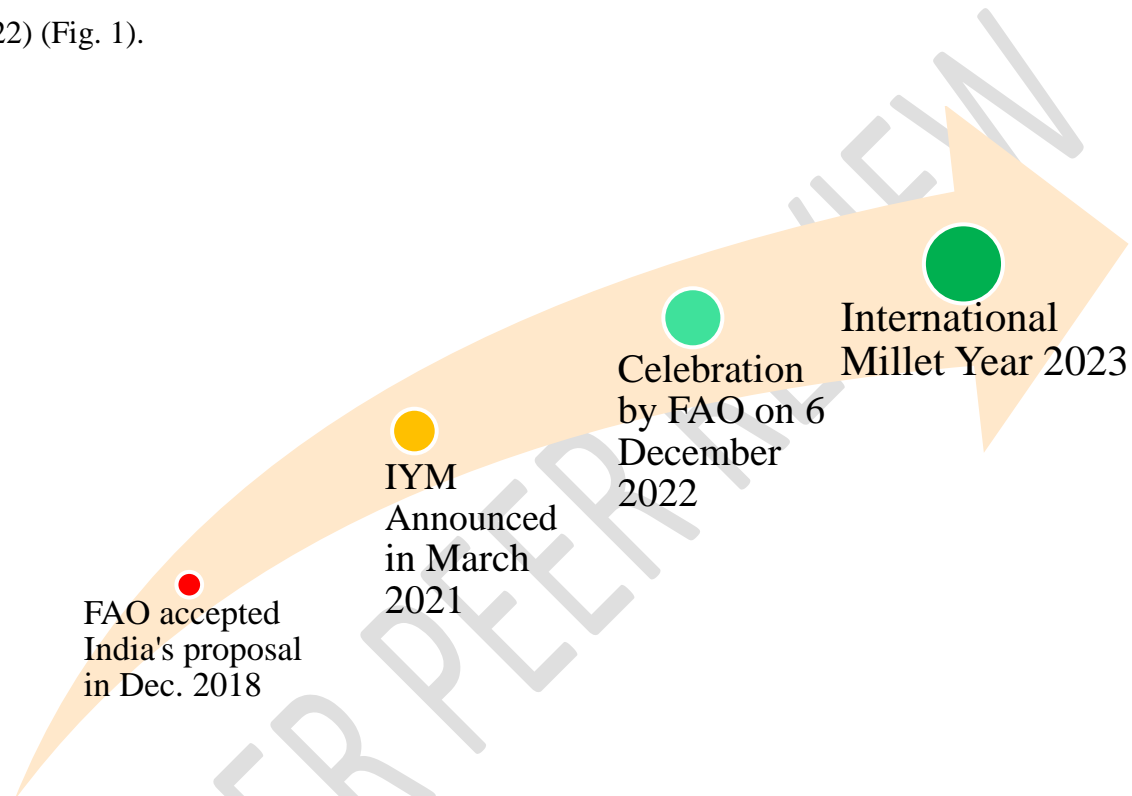 22) (Fig. 1).
International
Millet Year 2023
Celebration
by FAO on 6
December
2022
IYM
Announced
in March
2021
FAO accepted
India's proposal
in Dec. 2018
ER PEER REVIEW